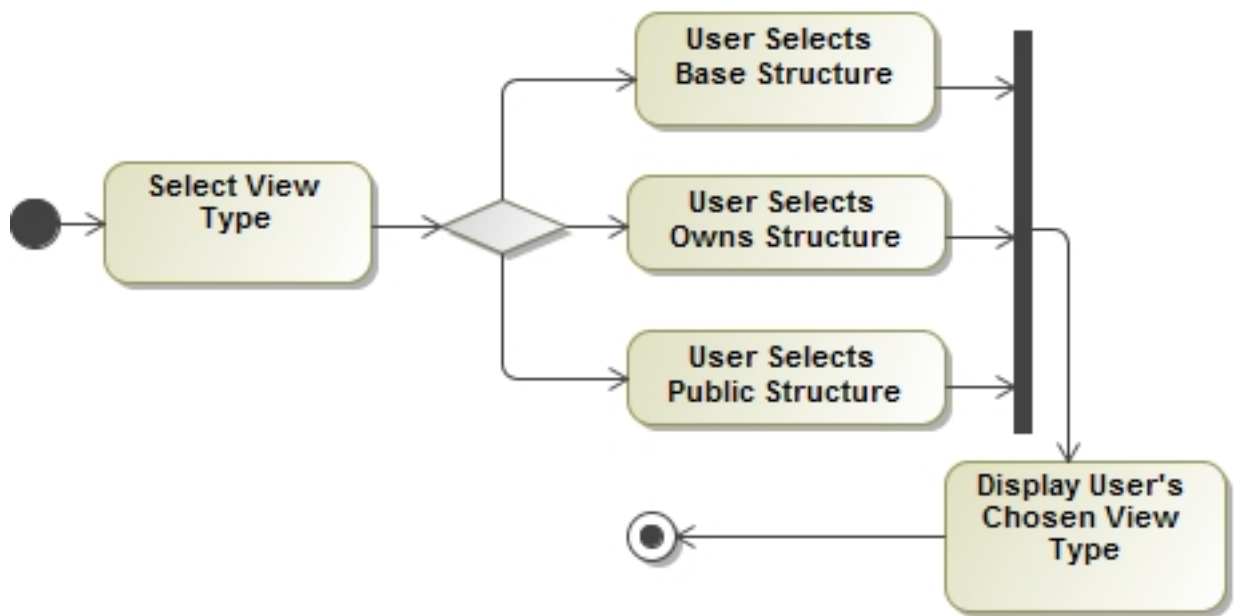 Select View
Type
User Selects
Base Structure
User Selects
Owns Structure
User Selects
Public Structure
Display User's
Chosen View
Type